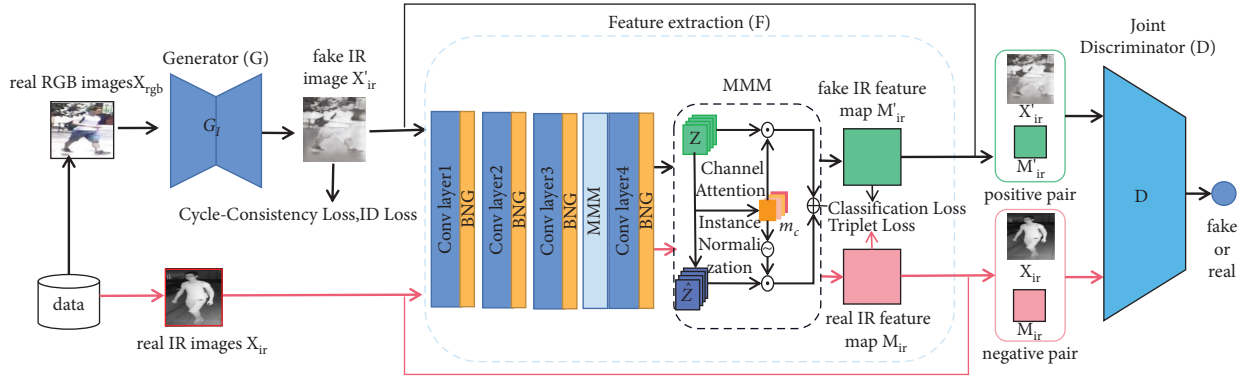 Feature extraction (F)
Joint
Discriminator (D)
Generator (G)
fake IR
image X'ir
real RGB imagesXrgb
GI
Cycle-Consistency Loss,ID Loss
data
real IR images Xir
Conv layer1
BNG
Conv layer2
BNG
Conv layer3
BNG
MMM
Conv layer4
BNG
MMM
Z
Channel
Attention
Instance
Normali
zation
mc
Ẑ
fake IR feature
map M'ir
Classification Loss
Triplet Loss
real IR feature
map Mir
X'ir
M'ir
positive pair
Xir
Mir
negative pair
D
fake
or
real